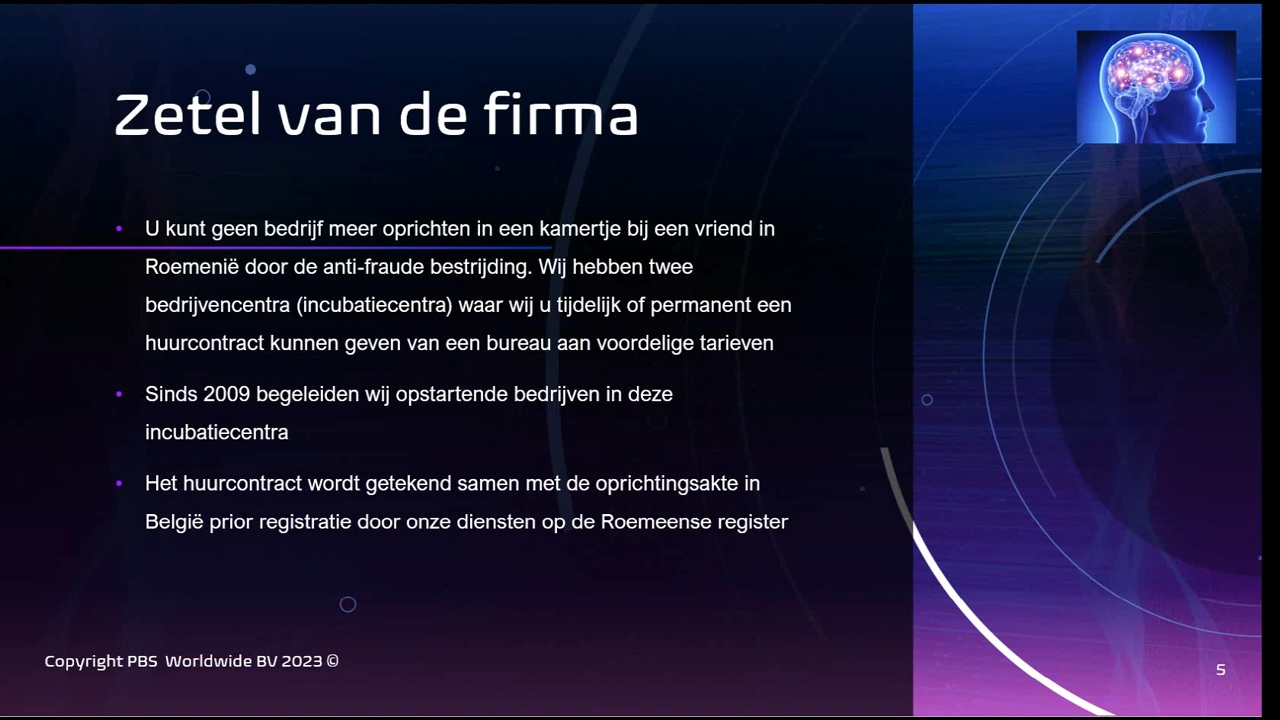 Zetel van de firma
• U kunt geen bedrijf meer oprichten in een kamertje bij een vriend in
Roemenië door de anti-fraude bestrijding. Wij hebben twee
bedrijvencentra (incubatiecentra) waar wij u tijdelijk of permanent een
huurcontract kunnen geven van een bureau aan voordelige tarieven
• Sinds 2009 begeleiden wij opstartende bedrijven in deze
incubatiecentra
• Het huurcontract wordt getekend samen met de oprichtingsakte in
België prior registratie door onze diensten op de Roemeense register
Copyright PBS Worldwide BV 2023 ©
5